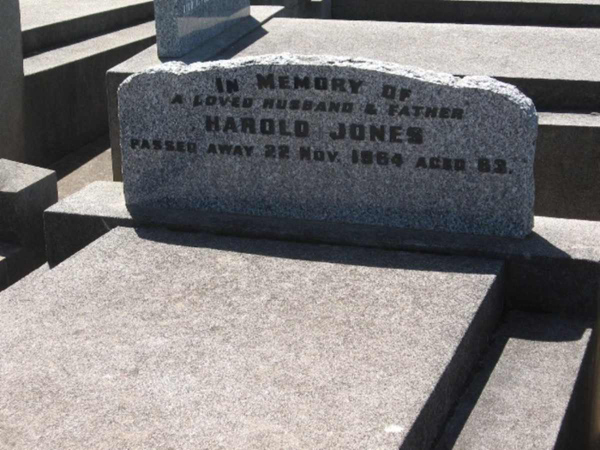 IN MEMORY OF
A LOVED HUSBAND & FATHER
HAROLD JONES
PASSED AWAY 22 NOV. 1964 AGED 63.